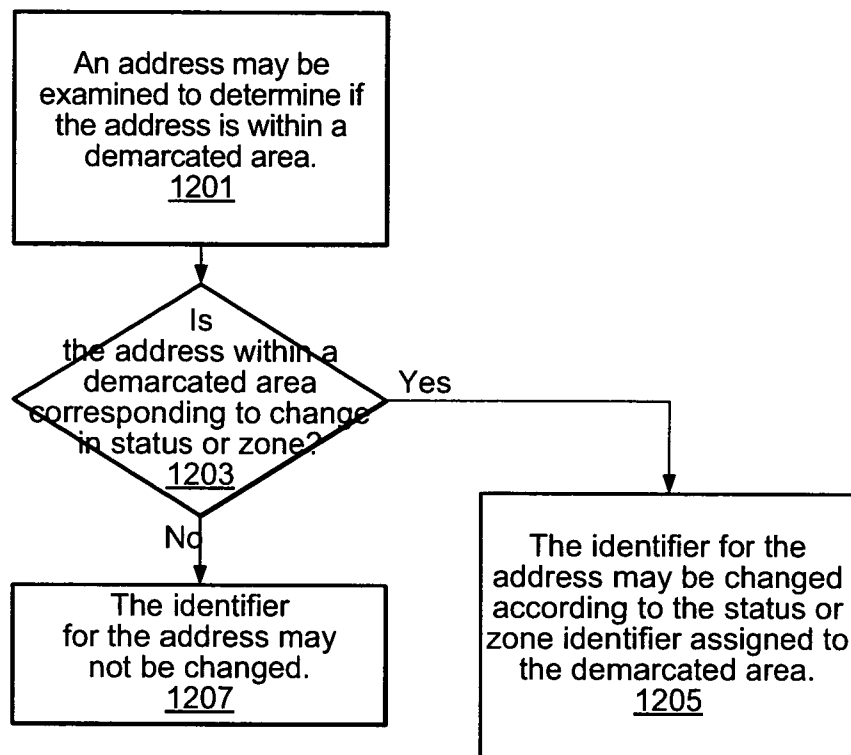 An address may be
examined to determine if
the address is within a
demarcated area.
1201
Is
the address within a
demarcated area
corresponding to change
in status or zone?
1203
Yes
No
The identifier for the
address may be changed
according to the status or
zone identifier assigned to
the demarcated area.
1205
The identifier
for the address may
not be changed.
1207